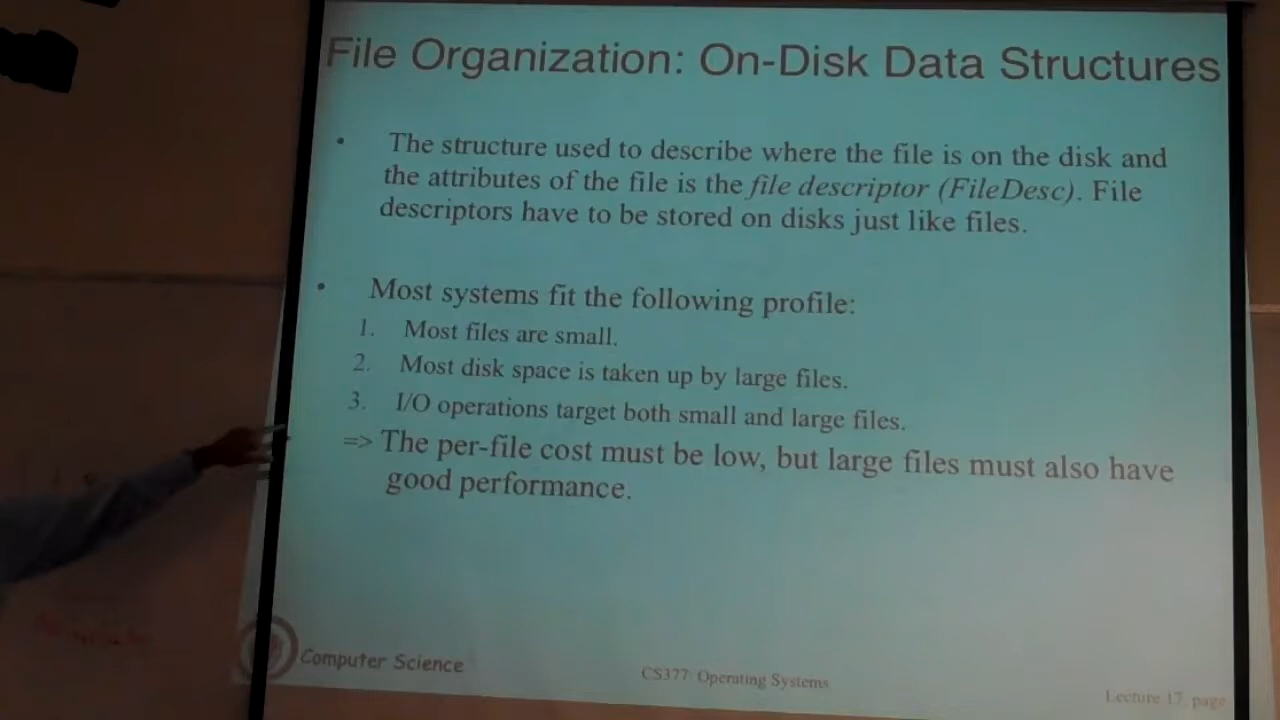 File Organization: On-Disk Data Structures
• The structure used to describe where the file is on the disk and
the attributes of the file is the file descriptor (FileDesc). File
descriptors have to be stored on disks just like files.
• Most systems fit the following profile:
1. Most files are small.
2. Most disk space is taken up by large files.
3. I/O operations target both small and large files.
=> The per-file cost must be low, but large files must also have
good performance.
Computer Science
CS377: Operating Systems
Lecture 17, page